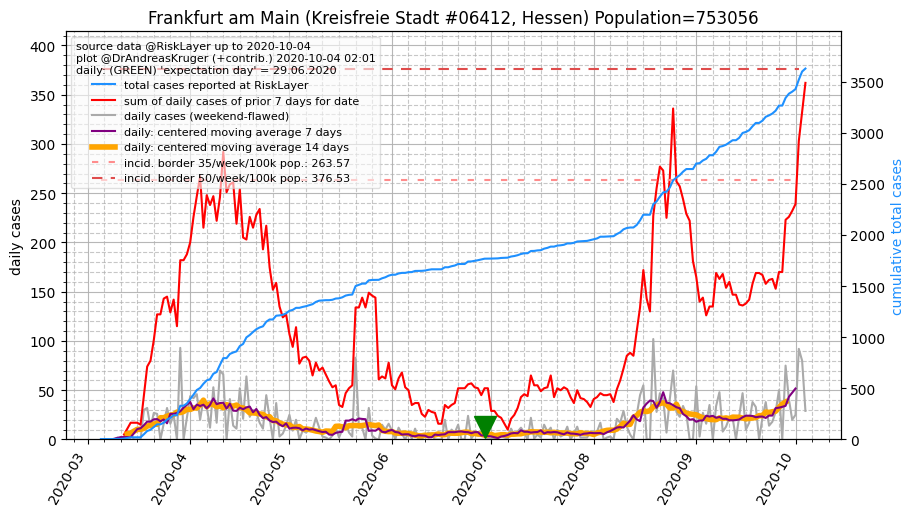 Frankfurt am Main (Kreisfreie Stadt #06412, Hessen) Population=753056
source data @RiskLayer up to 2020-10-04
plot @DrAndreasKruger (+contrib.) 2020-10-04 02:01
daily: (GREEN) 'expectation day' = 29.06.2020
total cases reported at RiskLayer
sum of daily cases of prior 7 days for date
daily cases (weekend-flawed)
daily: centered moving average 7 days
daily: centered moving average 14 days
incid. border 35/week/100k pop.: 263.57
incid. border 50/week/100k pop.: 376.53
daily cases
400
350
300
250
200
150
100
50
0
cumulative total cases
3500
3000
2500
2000
1500
1000
500
0
2020-03
2020-04
2020-05
2020-06
2020-07
2020-08
2020-09
2020-10